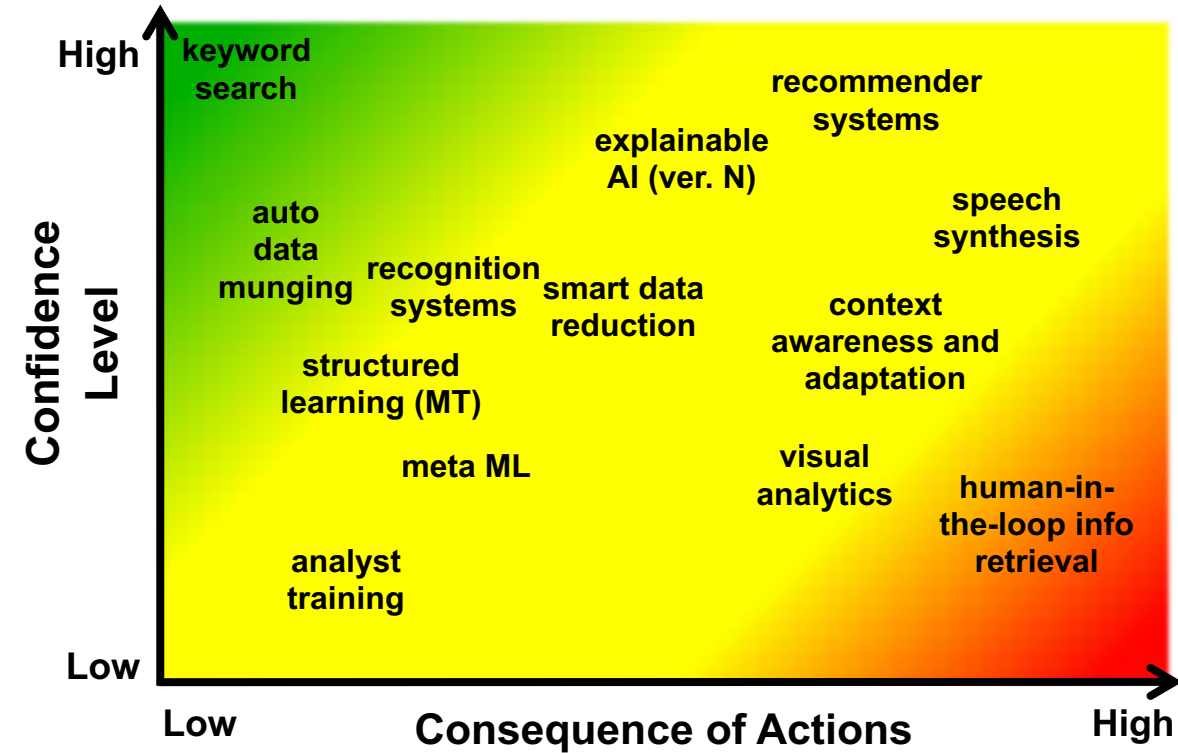 High
keyword
search
recommender
systems
explainable
AI (ver. N)
speech
synthesis
auto
data
munging
recognition
systems
smart data
reduction
context
awareness and
adaptation
structured
learning (MT)
meta ML
visual
analytics
human-in-
the-loop info
retrieval
analyst
training
Confidence
Level
Low
Low
Consequence of Actions
High